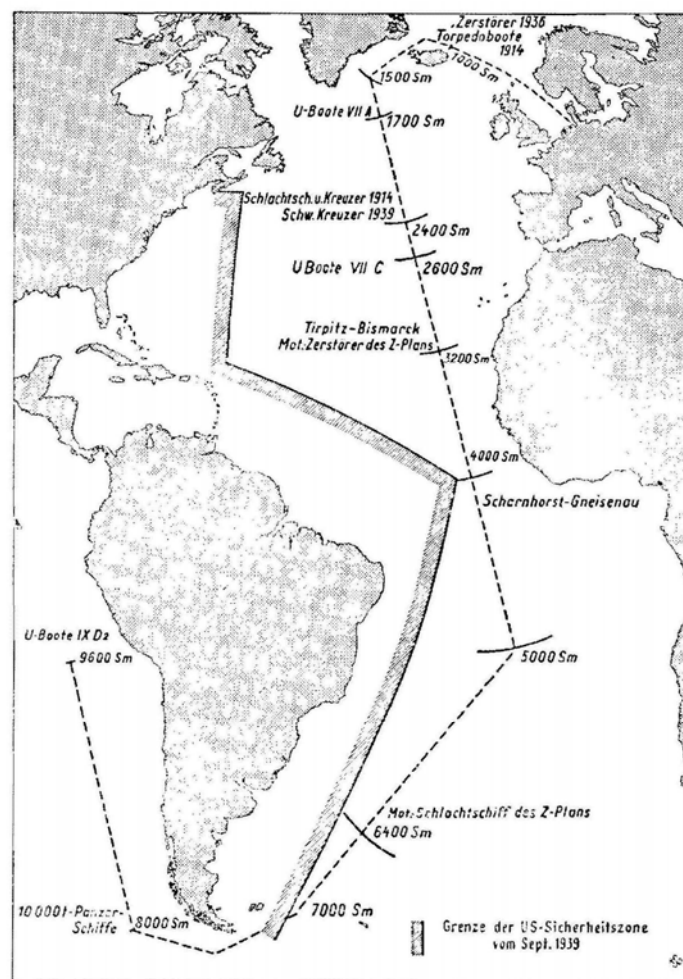 „Zerstörer 1936
Torpedoboote
1914
1000 Sm
1500 Sm
U-Boote VII A
1700 Sm
Schlachtsch. u. Kreuzer 1914
Schw. Kreuzer 1939
2400 Sm
U Boote VII C
2600 Sm
Tirpitz-Bismarck
Mot. Zerstörer des Z-Plans
3200 Sm
4000 Sm
Scharnhorst-Gneisenau
U-Boote IX D2
9600 Sm
5000 Sm
Mot. Schlachtschiff des Z-Plans
6400 Sm
10 000 t-Panzer-
Schiffe
8000 Sm
7000 Sm
Grenze der US-Sicherheitszone
vom Sept. 1939